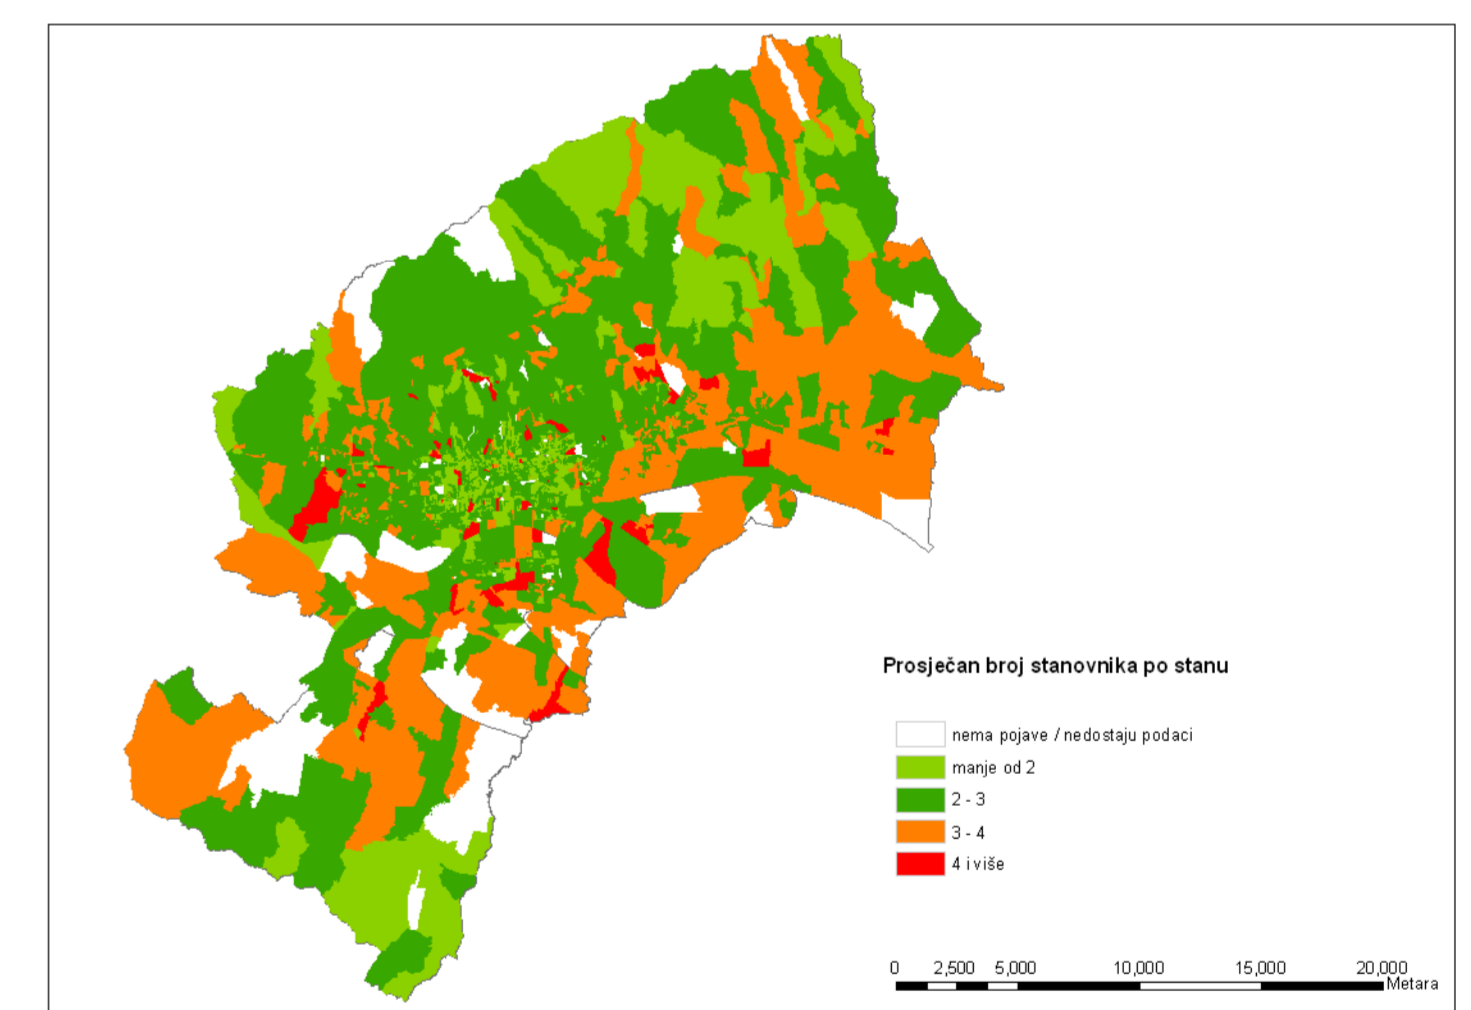 Prosječan broj stanovnika po stanu
nema pojave / nedostaju podaci
manje od 2
2 - 3
3 - 4
4 i više
0 2,500 5,000 10,000 15,000 20,000
Metara